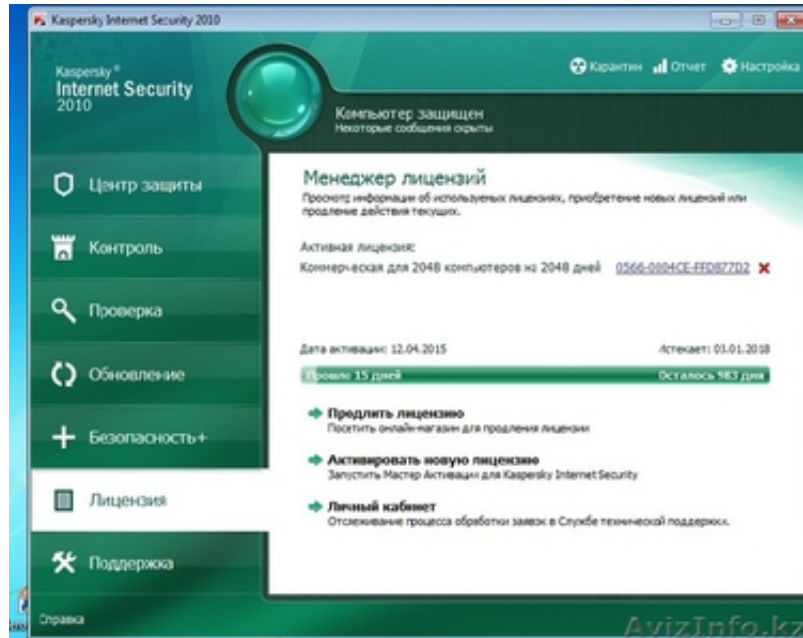 Kaspersky Internet Security 2010
Kaspersky®
Internet Security
2010
Карантин Отчет Настройка
Компьютер защищен
Некоторые сообщения скрыты
Центр защиты
Контроль
Проверка
Обновление
Безопасность+
Лицензия
Поддержка
Справка
Менеджер лицензий
Просмотр информации об используемых лицензиях, приобретение новых лицензий или
продление действия текущих.
Активная лицензия:
Коммерческая для 2048 компьютеров на 2048 дней 0566-0004CE-FFD877D2
Дата активации: 12.04.2015 Истекает: 03.01.2018
Прошло 15 дней Осталось 983 дня
Продлить лицензию
Посетить онлайн-магазин для продления лицензии
Активировать новую лицензию
Запустить Мастер Активации для Kaspersky Internet Security
Личный кабинет
Отслеживание процесса обработки заявок в Службе технической поддержки.
AvizInfo.kz